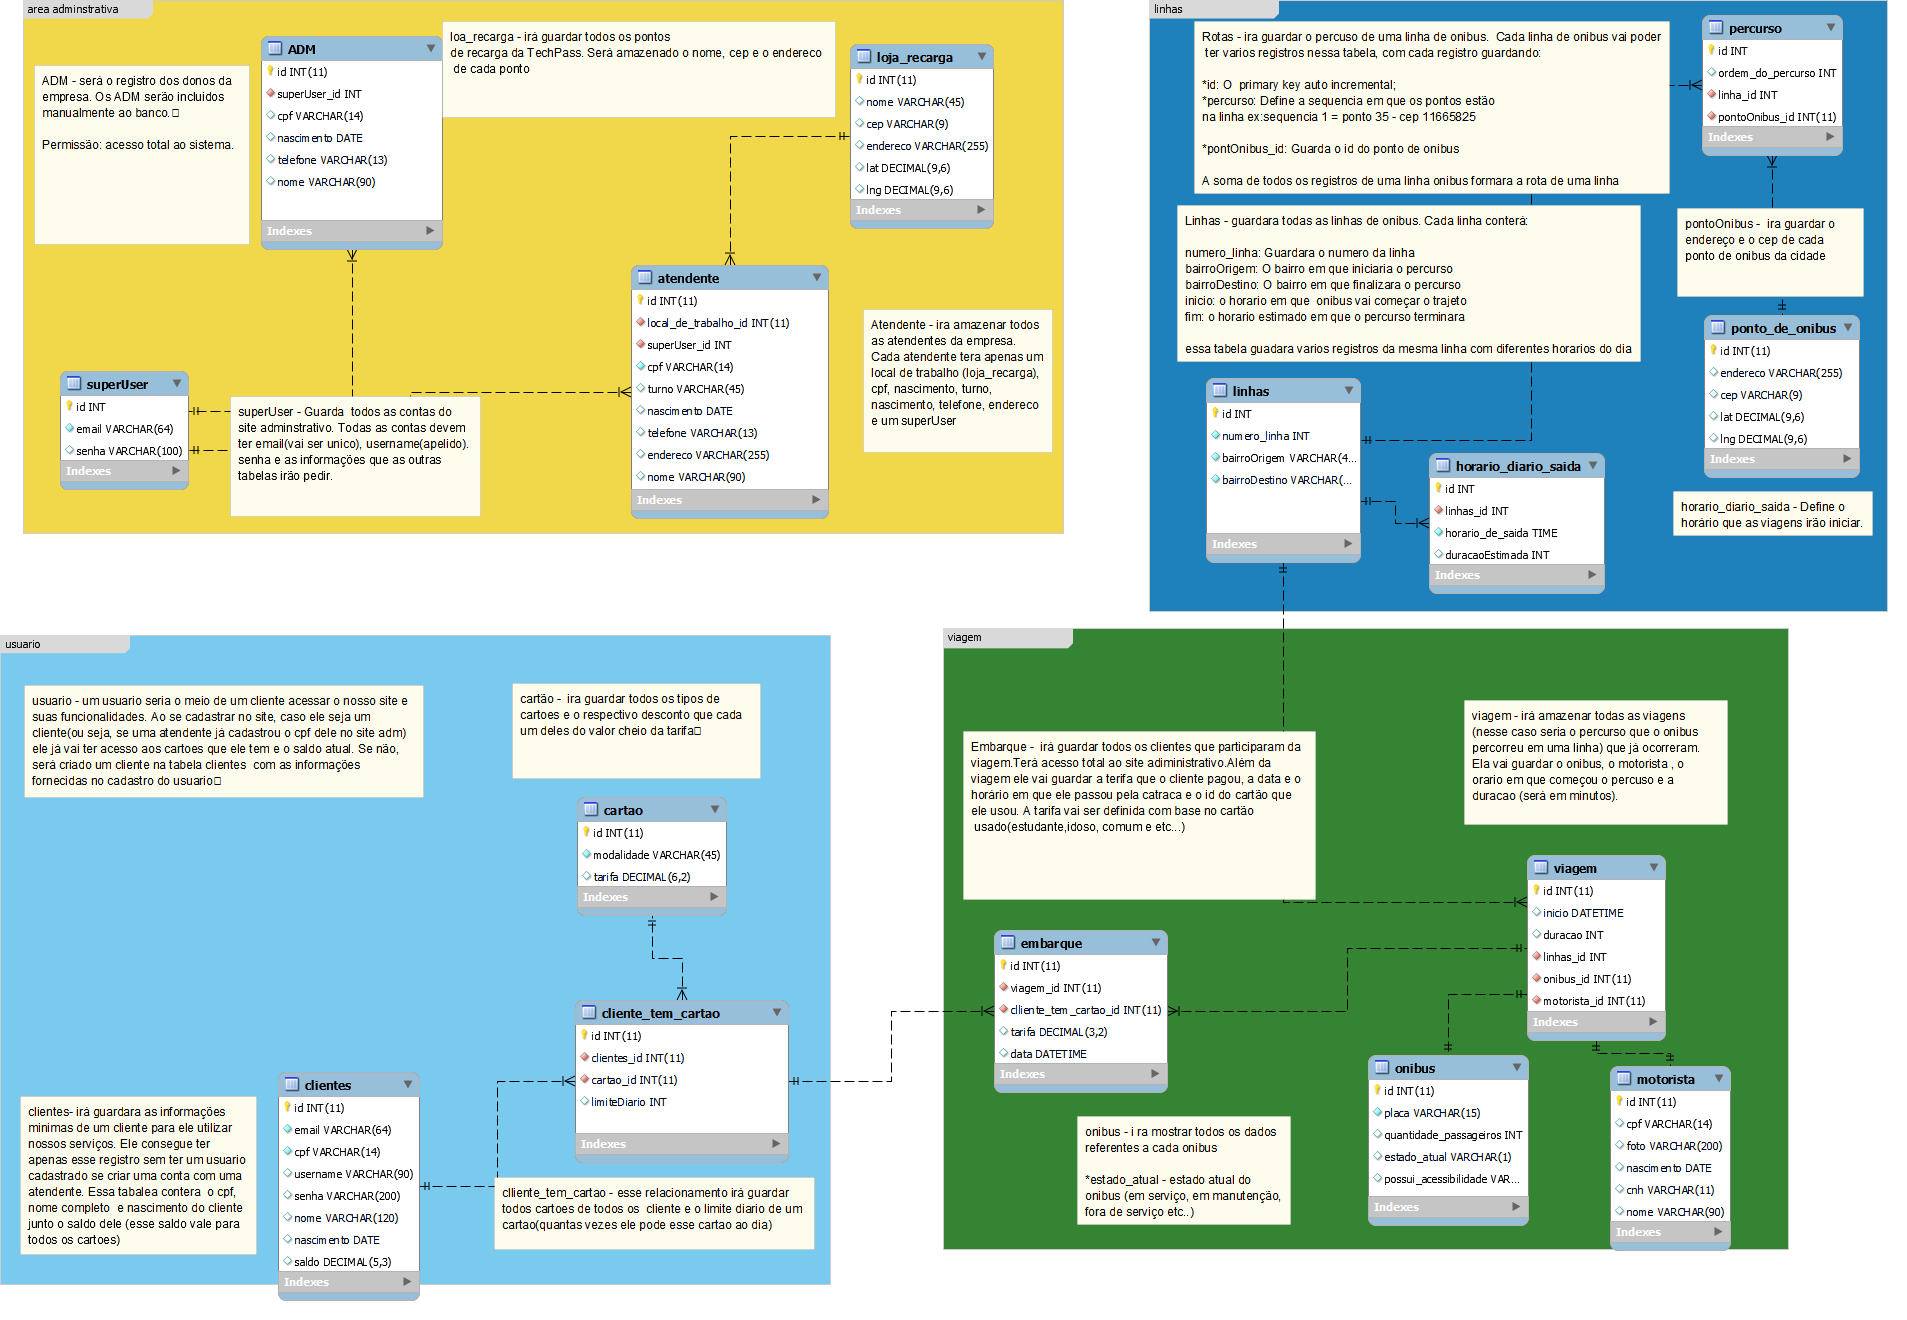 area adminstrativa
ADM - será o registro dos donos da
empresa. Os ADM serão incluidos
manualmente ao banco.
Permissão: acesso total ao sistema.
ADM
id INT(11)
superUser_id INT
cpf VARCHAR(14)
nascimento DATE
telefone VARCHAR(13)
nome VARCHAR(90)
Indexes
loa_recarga - irá guardar todos os pontos
de recarga da TechPass. Será amazenado o nome, cep e o endereco
de cada ponto
loja_recarga
id INT(11)
nome VARCHAR(45)
cep VARCHAR(9)
endereco VARCHAR(255)
lat DECIMAL(9,6)
lng DECIMAL(9,6)
Indexes
atendente
id INT(11)
local_de_trabalho_id INT(11)
superUser_id INT
cpf VARCHAR(14)
turno VARCHAR(45)
nascimento DATE
telefone VARCHAR(13)
endereco VARCHAR(255)
nome VARCHAR(90)
Indexes
Atendente - ira amazenar todos
as atendentes da empresa.
Cada atendente tera apenas um
local de trabalho (loja_recarga),
cpf, nascimento, turno,
nascimento, telefone, endereco
e um superUser
superUser
id INT
email VARCHAR(64)
senha VARCHAR(100)
Indexes
superUser - Guarda todos as contas do
site adminstrativo. Todas as contas devem
ter email(vai ser unico), username(apelido).
senha e as informações que as outras
tabelas irão pedir.
linhas
Rotas - ira guardar o percuso de uma linha de onibus. Cada linha de onibus vai poder
ter varios registros nessa tabela, com cada registro guardando:
*id: O primary key auto incremental;
*percurso: Define a sequencia em que os pontos estão
na linha ex:sequencia 1 = ponto 35 - cep 11665825
*pontOnibus_id: Guarda o id do ponto de onibus
A soma de todos os registros de uma linha onibus formara a rota de uma linha
percurso
id INT
ordem_do_percurso INT
linha_id INT
pontoOnibus_id INT(11)
Indexes
Linhas - guardara todas as linhas de onibus. Cada linha conterá:
numero_linha: Guardara o numero da linha
bairroOrigem: O bairro em que iniciaria o percurso
bairroDestino: O bairro em que finalizara o percurso
inicio: o horario em que onibus vai começar o trajeto
fim: o horario estimado em que o percurso terminara
essa tabela guadara varios registros da mesma linha com diferentes horarios do dia
pontoOnibus - ira guardar o
endereço e o cep de cada
ponto de onibus da cidade
ponto_de_onibus
id INT(11)
endereco VARCHAR(255)
cep VARCHAR(9)
lat DECIMAL(9,6)
lng DECIMAL(9,6)
Indexes
linhas
id INT
numero_linha INT
bairroOrigem VARCHAR(4...
bairroDestino VARCHAR(...
Indexes
horario_diario_saida
id INT
linhas_id INT
horario_de_saida TIME
duracaoEstimada INT
Indexes
horario_diario_saida - Define o
horário que as viagens irão iniciar.
usuario
usuario - um usuario seria o meio de um cliente acessar o nosso site e
suas funcionalidades. Ao se cadastrar no site, caso ele seja um
cliente(ou seja, se uma atendente já cadastrou o cpf dele no site adm)
ele já vai ter acesso aos cartoes que ele tem e o saldo atual. Se não,
será criado um cliente na tabela clientes com as informações
fornecidas no cadastro do usuario
cartão - ira guardar todos os tipos de
cartoes e o respectivo desconto que cada
um deles do valor cheio da tarifa
cartao
id INT(11)
modalidade VARCHAR(45)
tarifa DECIMAL(6,2)
Indexes
cliente_tem_cartao
id INT(11)
clientes_id INT(11)
cartao_id INT(11)
limiteDiario INT
Indexes
clientes
id INT(11)
email VARCHAR(64)
cpf VARCHAR(14)
username VARCHAR(90)
senha VARCHAR(200)
nome VARCHAR(120)
nascimento DATE
saldo DECIMAL(5,3)
Indexes
clientes- irá guardara as informações
minimas de um cliente para ele utilizar
nossos serviços. Ele consegue ter
apenas esse registro sem ter um usuario
cadastrado se criar uma conta com uma
atendente. Essa tabalea contera o cpf,
nome completo e nascimento do cliente
junto o saldo dele (esse saldo vale para
todos os cartoes)
clliente_tem_cartao - esse relacionamento irá guardar
todos cartoes de todos os cliente e o limite diario de um
cartao(quantas vezes ele pode esse cartao ao dia)
viagem
Embarque - irá guardar todos os clientes que participaram da
viagem.Terá acesso total ao site adiministrativo.Além da
viagem ele vai guardar a terifa que o cliente pagou, a data e o
horário em que ele passou pela catraca e o id do cartão que
ele usou. A tarifa vai ser definida com base no cartão
usado(estudante,idoso, comum e etc...)
viagem - irá amazenar todas as viagens
(nesse caso seria o percurso que o onibus
percorreu em uma linha) que já ocorreram.
Ela vai guardar o onibus, o motorista , o
orario em que começou o percuso e a
duracao (será em minutos).
viagem
id INT(11)
inicio DATETIME
duracao INT
linhas_id INT
onibus_id INT(11)
motorista_id INT(11)
Indexes
embarque
id INT(11)
viagem_id INT(11)
clliente_tem_cartao_id INT(11)
tarifa DECIMAL(3,2)
data DATETIME
Indexes
onibus
id INT(11)
placa VARCHAR(15)
quantidade_passageiros INT
estado_atual VARCHAR(1)
possui_acessibilidade VAR...
Indexes
motorista
id INT(11)
cpf VARCHAR(14)
foto VARCHAR(200)
nascimento DATE
cnh VARCHAR(11)
nome VARCHAR(90)
Indexes
onibus - i ra mostrar todos os dados
referentes a cada onibus
*estado_atual - estado atual do
onibus (em serviço, em manutenção,
fora de serviço etc..)